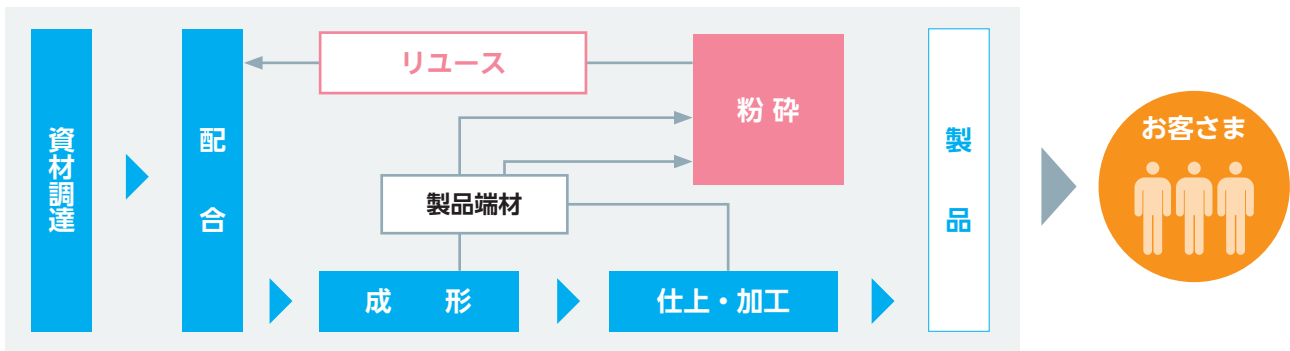 資材調達
配合
リユース
粉砕
製品端材
成形
仕上・加工
製品
お客さま